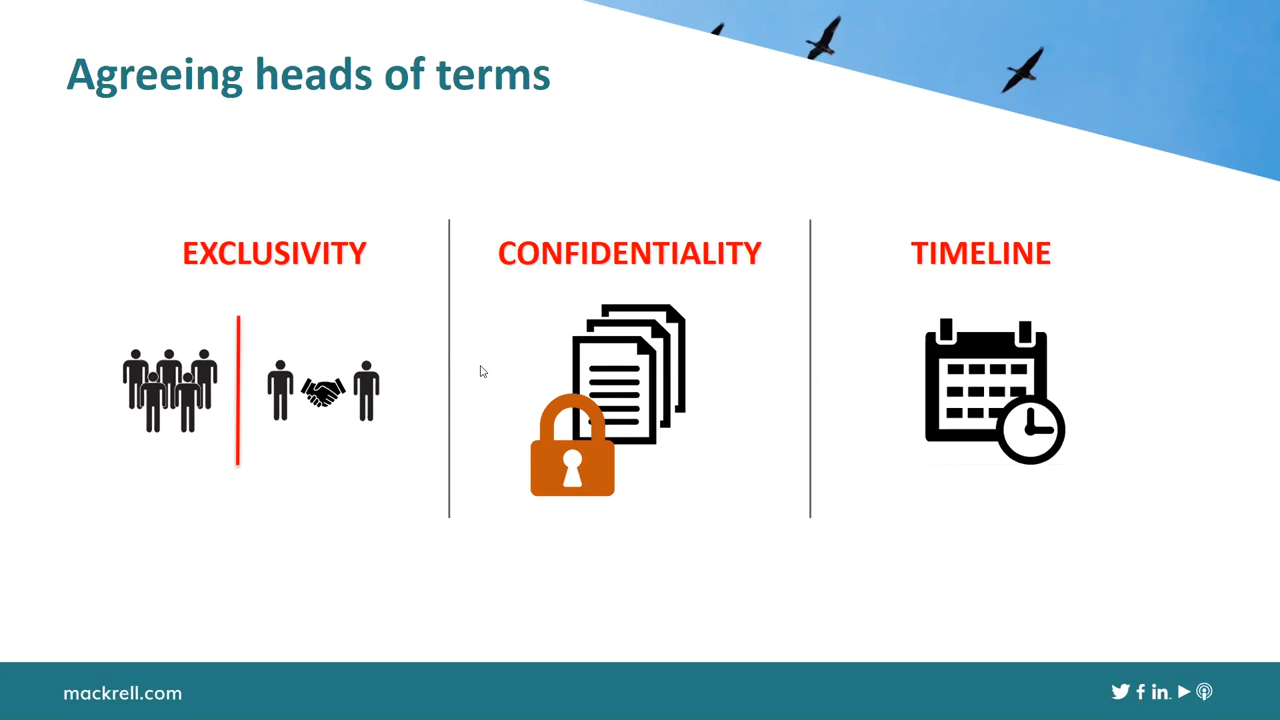 Agreeing heads of terms
EXCLUSIVITY
CONFIDENTIALITY
TIMELINE
mackrell.com